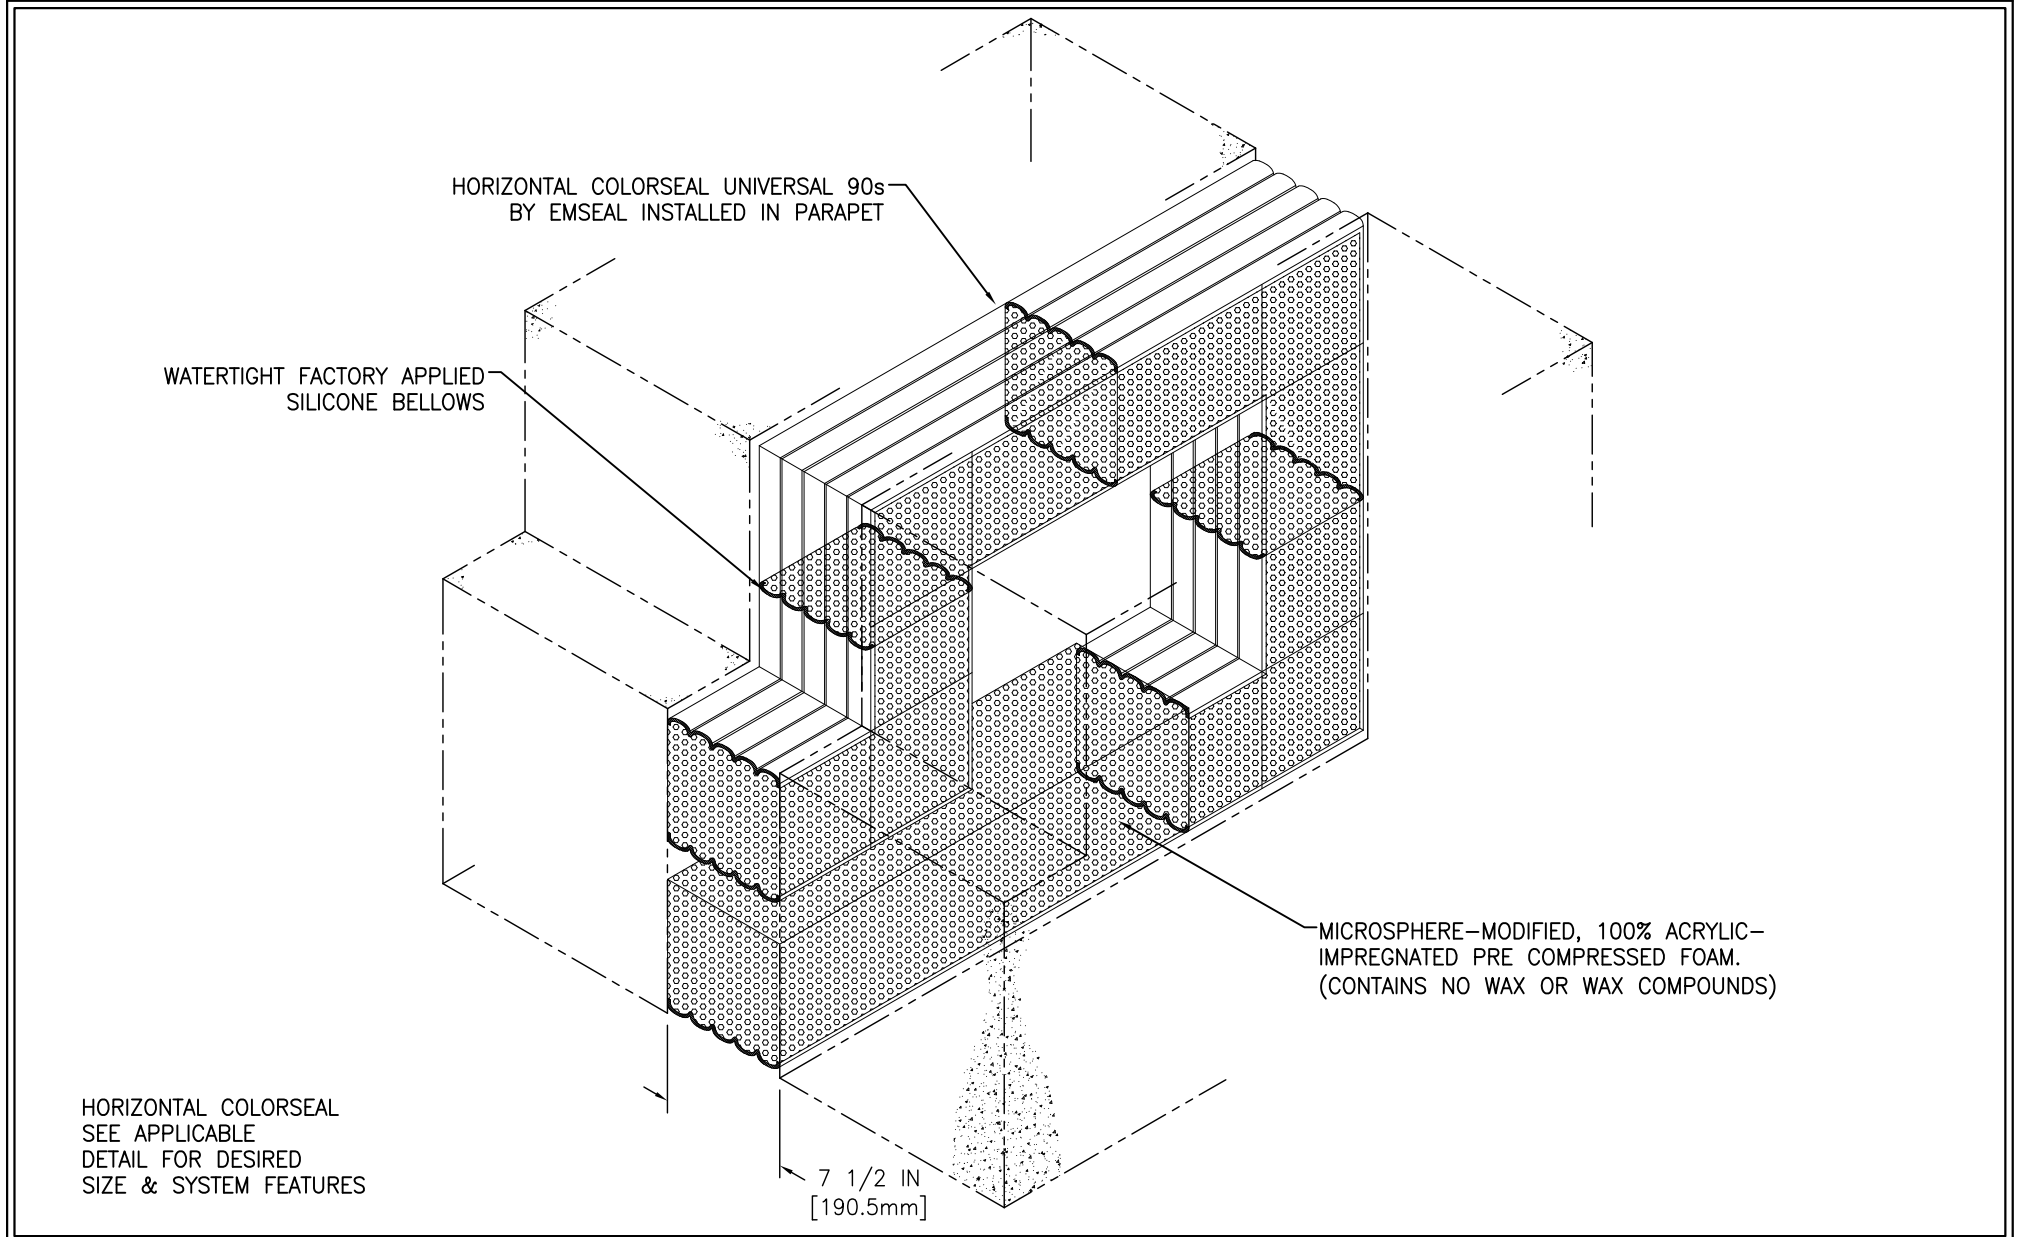 HORIZONTAL COLORSEAL UNIVERSAL 90s
BY EMSEAL INSTALLED IN PARAPET
WATERTIGHT FACTORY APPLIED
SILICONE BELLOWS
MICROSPHERE-MODIFIED, 100% ACRYLIC-
IMPREGNATED PRE COMPRESSED FOAM.
(CONTAINS NO WAX OR WAX COMPOUNDS)
HORIZONTAL COLORSEAL
SEE APPLICABLE
DETAIL FOR DESIRED
SIZE & SYSTEM FEATURES
7 1/2 IN
[190.5mm]